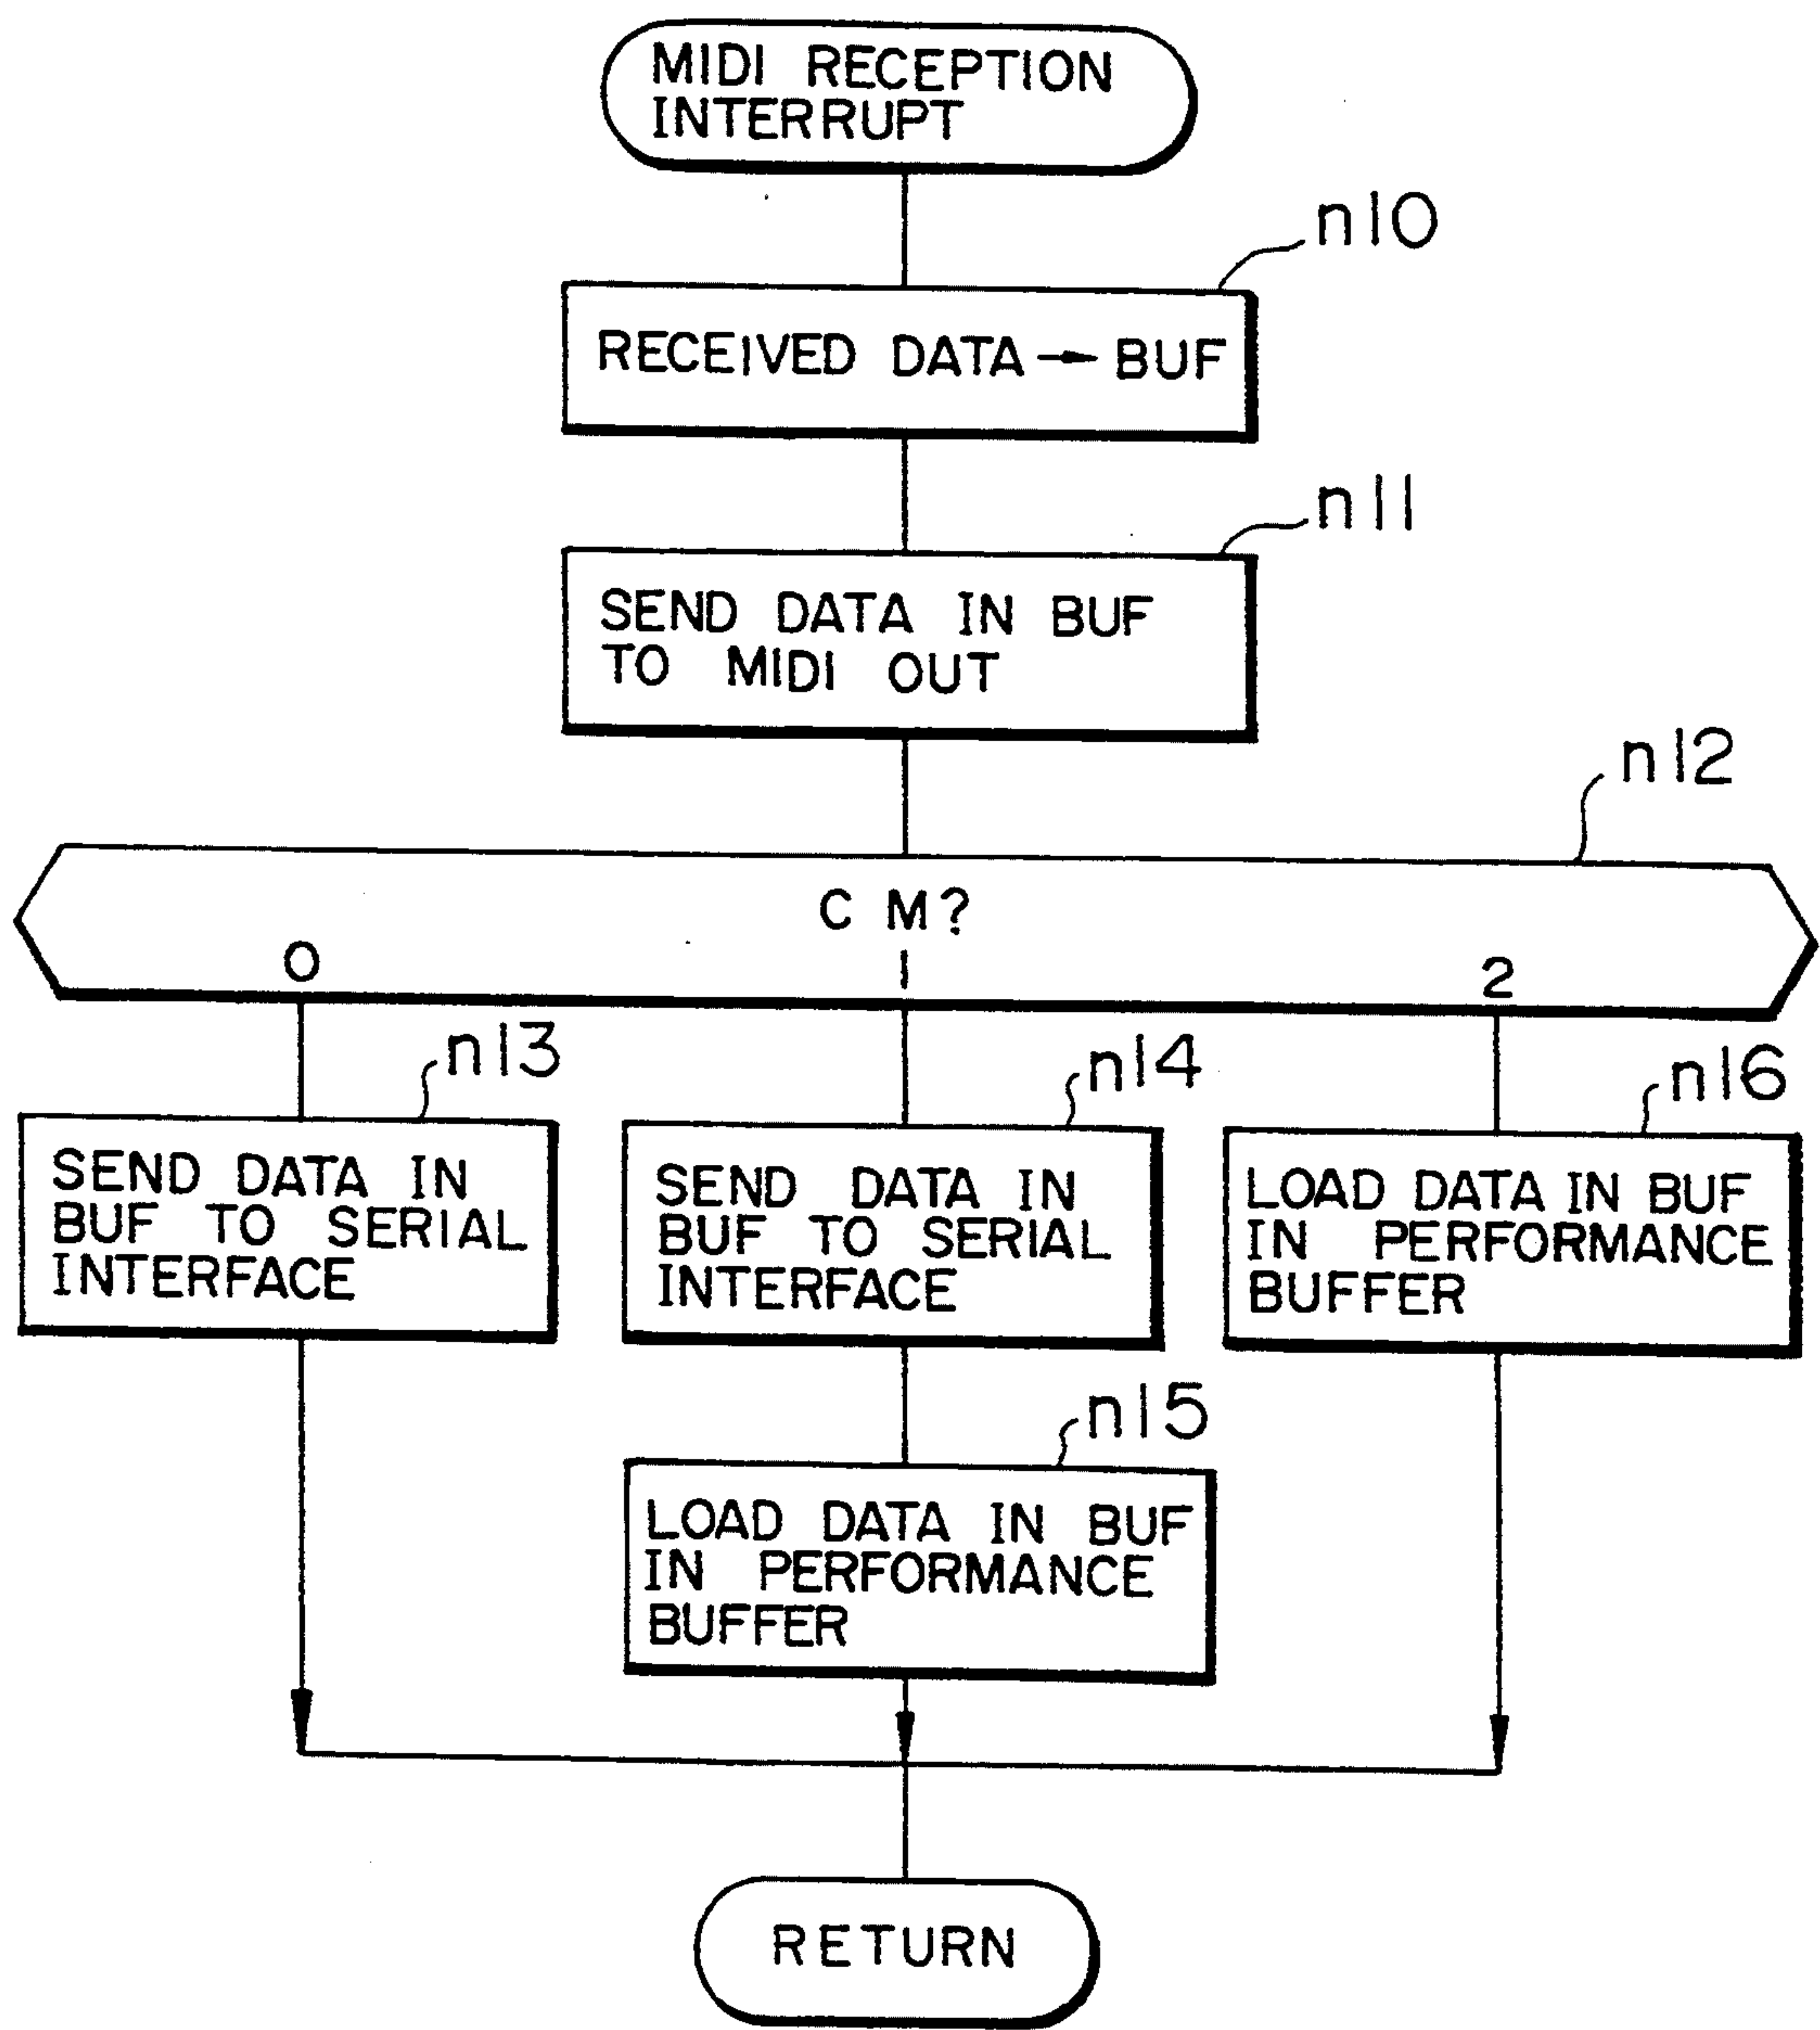 MIDI RECEPTION
INTERRUPT
n10
RECEIVED DATA → BUF
n11
SEND DATA IN BUF
TO MIDI OUT
n12
C M?
0
1
2
n13
SEND DATA IN
BUF TO SERIAL
INTERFACE
n14
SEND DATA IN
BUF TO SERIAL
INTERFACE
n16
LOAD DATA IN BUF
IN PERFORMANCE
BUFFER
n15
LOAD DATA IN BUF
IN PERFORMANCE
BUFFER
RETURN